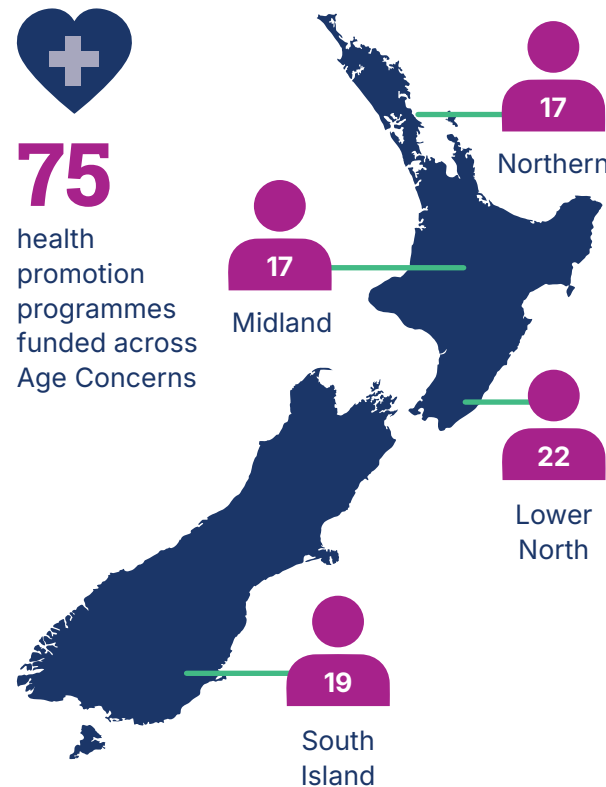 75
health
promotion
programmes
funded across
Age Concerns
17
Northern
17
Midland
22
Lower
North
19
South
Island